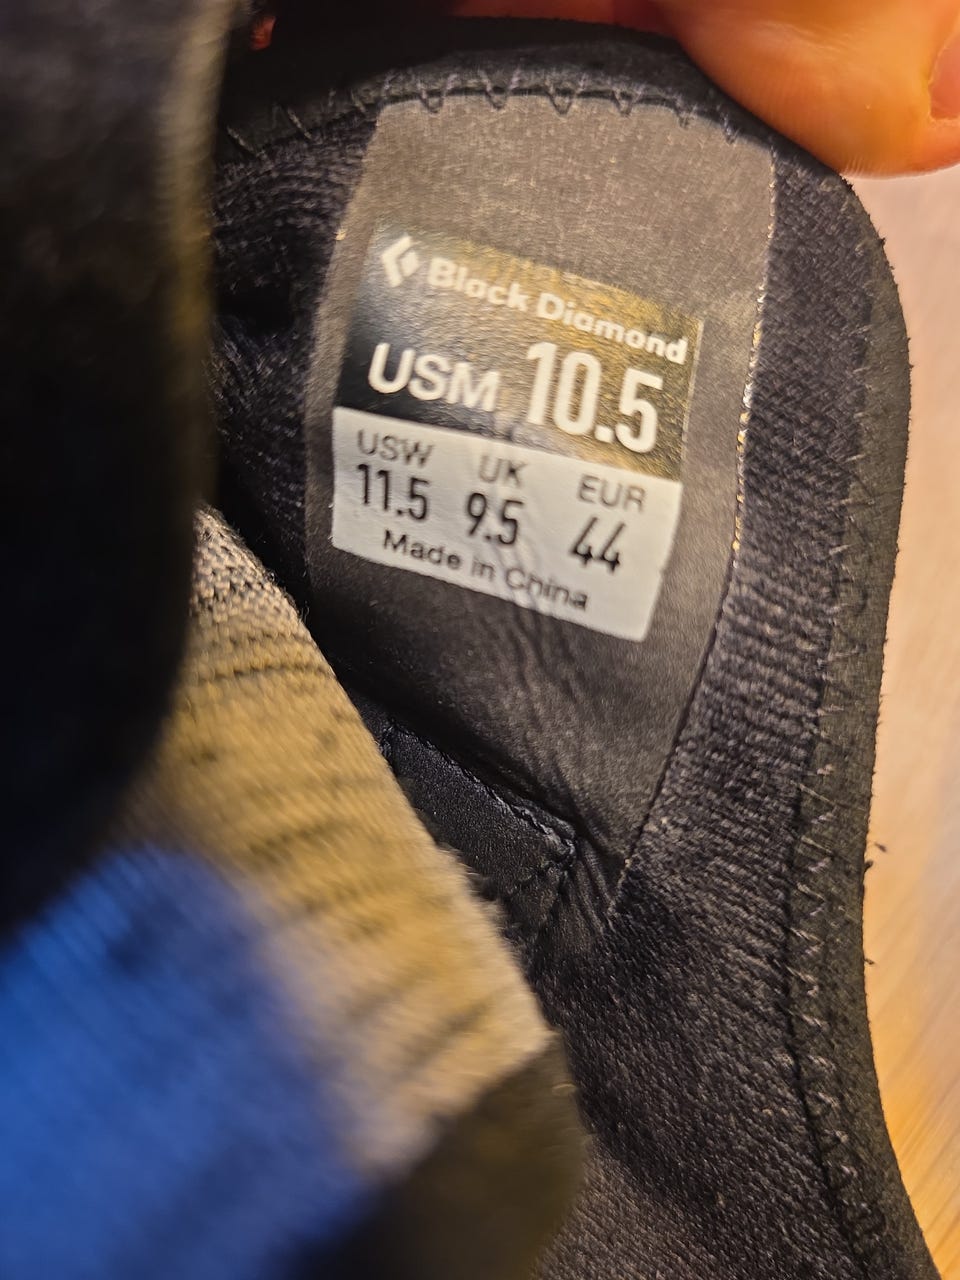 Black Diamond
USM 10.5
USW UK EUR
11.5 9.5 44
Made in China